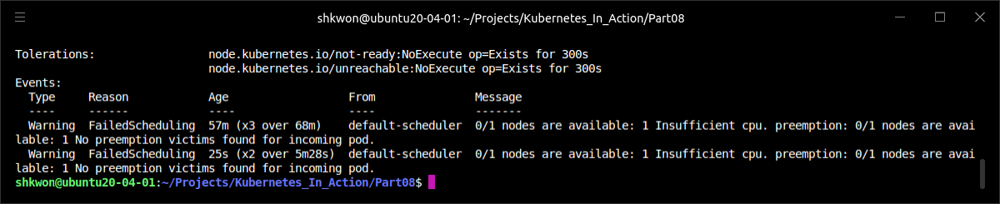 shkwon@ubuntu20-04-01: ~/Projects/Kubernetes_In_Action/Part08
Tolerations:                 node.kubernetes.io/not-ready:NoExecute op=Exists for 300s
                             node.kubernetes.io/unreachable:NoExecute op=Exists for 300s
Events:
  Type     Reason            Age                  From               Message
  ----     ------            ----                 ----               -------
  Warning  FailedScheduling  57m (x3 over 68m)    default-scheduler  0/1 nodes are available: 1 Insufficient cpu. preemption: 0/1 nodes are avai
lable: 1 No preemption victims found for incoming pod.
  Warning  FailedScheduling  25s (x2 over 5m28s)  default-scheduler  0/1 nodes are available: 1 Insufficient cpu. preemption: 0/1 nodes are avai
lable: 1 No preemption victims found for incoming pod.
shkwon@ubuntu20-04-01:~/Projects/Kubernetes_In_Action/Part08$